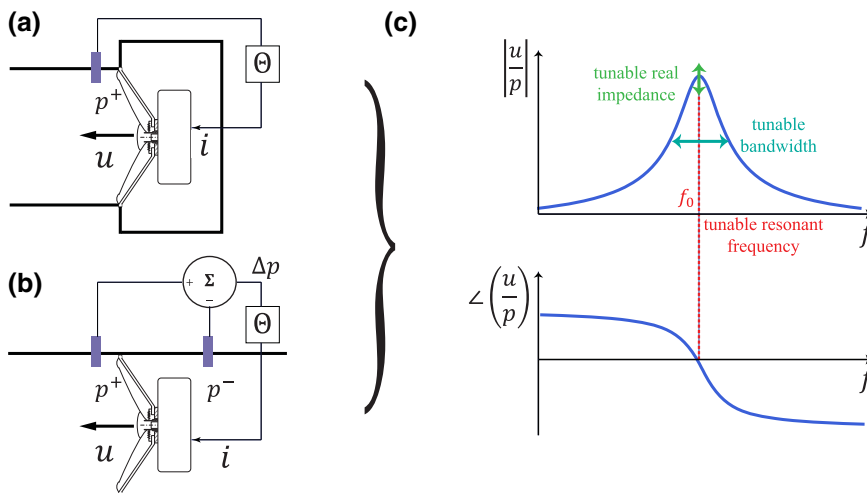 (a)
Θ
p⁺
u
i
(b)
Σ
+
−
Δp
Θ
p⁺
p⁻
u
i
(c)
|u/p|
tunable real
impedance
tunable
bandwidth
f₀
tunable resonant
frequency
f
∠(u/p)
f